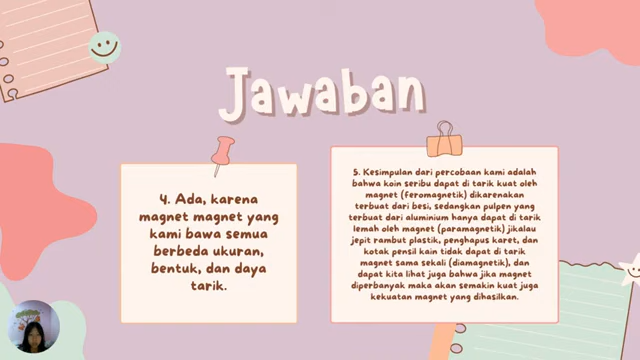 Jawaban
4. Ada, karena
magnet magnet yang
kami bawa semua
berbeda ukuran,
bentuk, dan daya
tarik.
5. Kesimpulan dari percobaan kami adalah
bahwa koin seribu dapat di tarik kuat oleh
magnet (feromagnetik) dikarenakan
terbuat dari besi, sedangkan pulpen yang
terbuat dari aluminium hanya dapat di tarik
lemah oleh magnet (paramagnetik) jikalau
jepit rambut plastik, penghapus karet, dan
kotak pensil kain tidak dapat di tarik
magnet sama sekali (diamagnetik), dan
dapat kita lihat juga bahwa jika magnet
diperbanyak maka akan semakin kuat juga
kekuatan magnet yang dihasilkan.